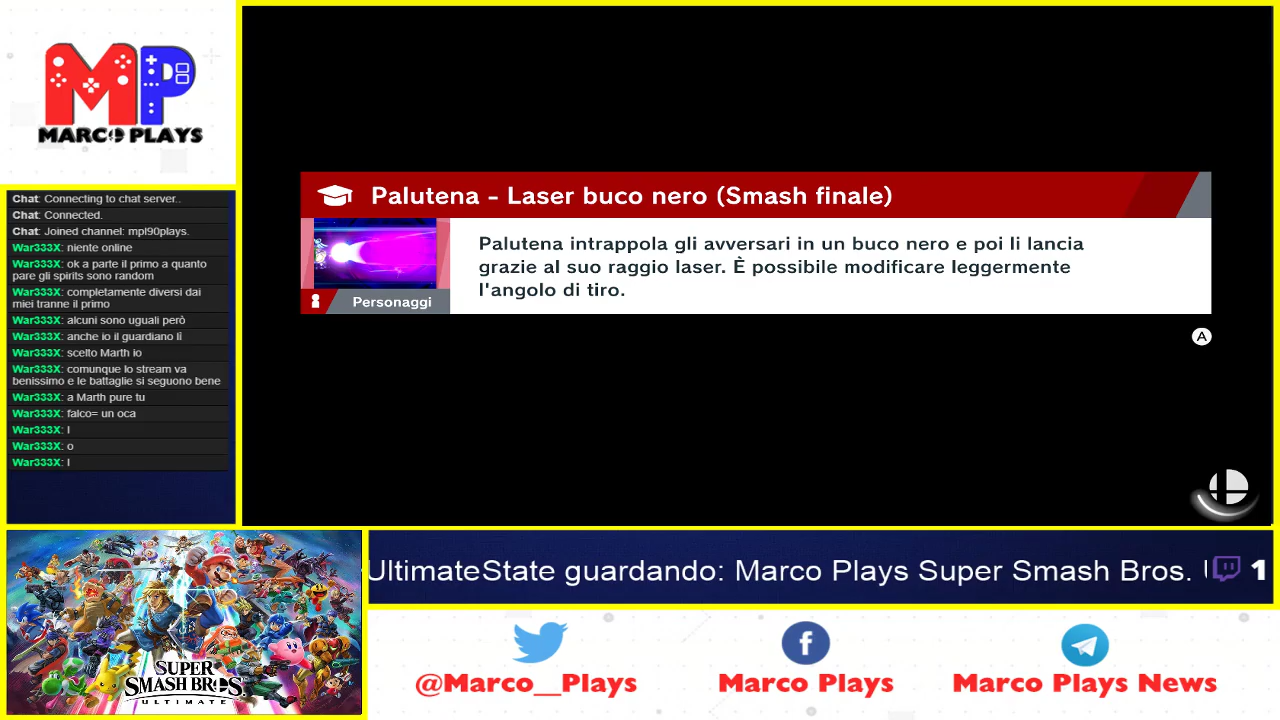 MP
MARCO PLAYS
Chat: Connecting to chat server..
Chat: Connected.
Chat: Joined channel: mpl90plays.
War333X: niente online
War333X: ok a parte il primo a quanto
pare gli spirits sono random
War333X: completamente diversi dai
miei tranne il primo
War333X: alcuni sono uguali però
War333X: anche io il guardiano lì
War333X: scelto Marth io
War333X: comunque lo stream va
benissimo e le battaglie si seguono bene
War333X: a Marth pure tu
War333X: falco= un oca
War333X: l
War333X: o
War333X: l
Palutena - Laser buco nero (Smash finale)
Palutena intrappola gli avversari in un buco nero e poi li lancia
grazie al suo raggio laser. È possibile modificare leggermente
l'angolo di tiro.
Personaggi
A
SUPER
SMASH BROS.
ULTIMATE
UltimateState guardando: Marco Plays Super Smash Bros.
1
@Marco__Plays
Marco Plays
Marco Plays News